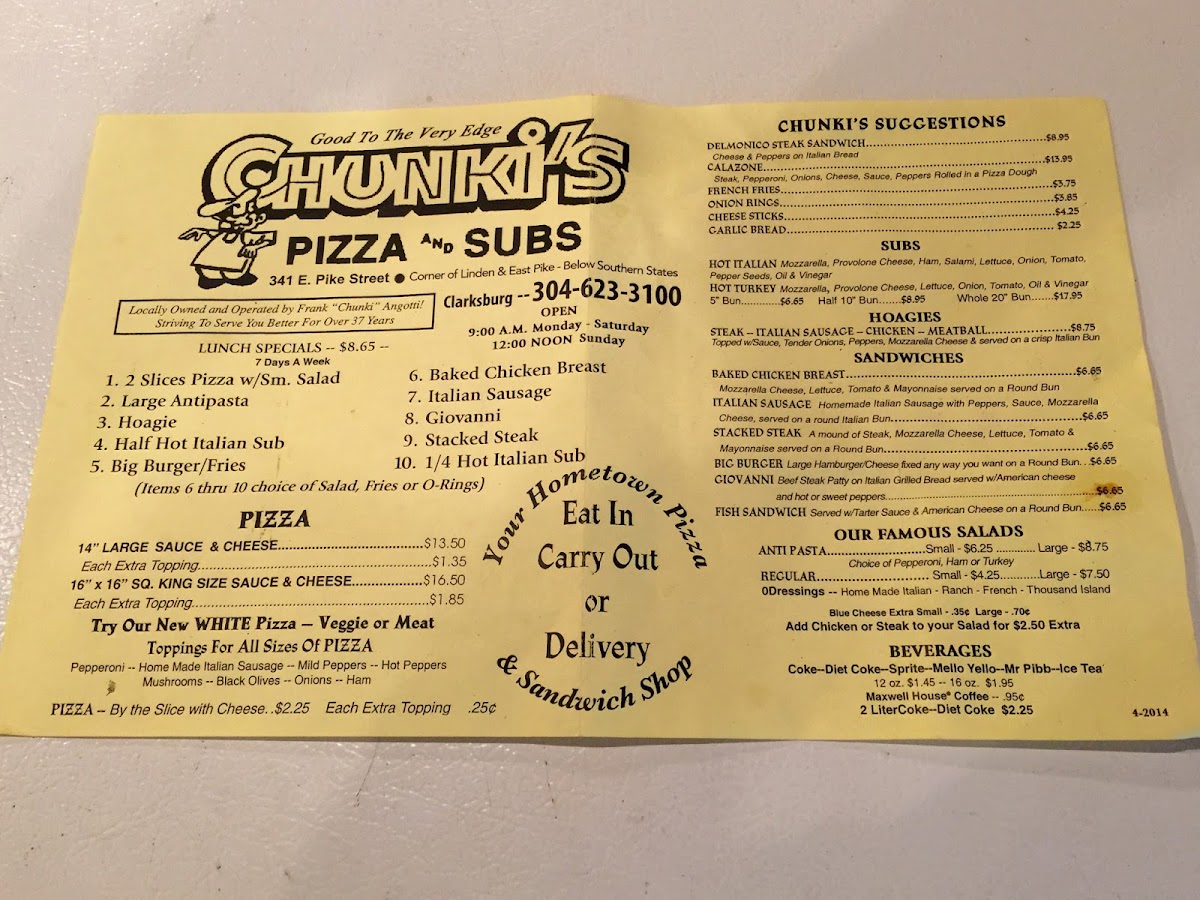 Good To The Very Edge
CHUNKi'S
PIZZA AND SUBS
341 E. Pike Street ● Corner of Linden & East Pike - Below Southern States
Locally Owned and Operated by Frank "Chunki" Angotti!
Striving To Serve You Better For Over 37 Years
Clarksburg -- 304-623-3100
OPEN
9:00 A.M. Monday - Saturday
12:00 NOON Sunday
LUNCH SPECIALS -- $8.65 --
7 Days A Week
1. 2 Slices Pizza w/Sm. Salad
2. Large Antipasta
3. Hoagie
4. Half Hot Italian Sub
5. Big Burger/Fries
6. Baked Chicken Breast
7. Italian Sausage
8. Giovanni
9. Stacked Steak
10. 1/4 Hot Italian Sub
(Items 6 thru 10 choice of Salad, Fries or O-Rings)
PIZZA
14" LARGE SAUCE & CHEESE...$13.50
Each Extra Topping...$1.35
16" x 16" SQ. KING SIZE SAUCE & CHEESE...$16.50
Each Extra Topping...$1.85
Try Our New WHITE Pizza – Veggie or Meat
Toppings For All Sizes Of PIZZA
Pepperoni -- Home Made Italian Sausage -- Mild Peppers -- Hot Peppers
Mushrooms -- Black Olives -- Onions -- Ham
PIZZA – By the Slice with Cheese..$2.25 Each Extra Topping .25¢
Your Hometown Pizza
Eat In
Carry Out
or
Delivery
& Sandwich Shop
CHUNKI'S SUGGESTIONS
DELMONICO STEAK SANDWICH...$8.95
Cheese & Peppers on Italian Bread
CALAZONE...$13.95
Steak, Pepperoni, Onions, Cheese, Sauce, Peppers Rolled in a Pizza Dough
FRENCH FRIES...$3.75
ONION RINGS...$3.85
CHEESE STICKS...$4.25
GARLIC BREAD...$2.25
SUBS
HOT ITALIAN Mozzarella, Provolone Cheese, Ham, Salami, Lettuce, Onion, Tomato,
Pepper Seeds, Oil & Vinegar
HOT TURKEY Mozzarella, Provolone Cheese, Lettuce, Onion, Tomato, Oil & Vinegar
5" Bun...$6.65 Half 10" Bun...$8.95 Whole 20" Bun...$17.95
HOAGIES
STEAK – ITALIAN SAUSAGE – CHICKEN – MEATBALL...$8.75
Topped w/Sauce, Tender Onions, Peppers, Mozzarella Cheese & served on a crisp Italian Bun
SANDWICHES
BAKED CHICKEN BREAST...$6.65
Mozzarella Cheese, Lettuce, Tomato & Mayonnaise served on a Round Bun
ITALIAN SAUSAGE Homemade Italian Sausage with Peppers, Sauce, Mozzarella
Cheese, served on a round Italian Bun...$6.65
STACKED STEAK A mound of Steak, Mozzarella Cheese, Lettuce, Tomato &
Mayonnaise served on a Round Bun...$6.65
BIG BURGER Large Hamburger/Cheese fixed any way you want on a Round Bun...$6.65
GIOVANNI Beef Steak Patty on Italian Grilled Bread served w/American cheese
and hot or sweet peppers...$6.65
FISH SANDWICH Served w/Tarter Sauce & American Cheese on a Round Bun...$6.65
OUR FAMOUS SALADS
ANTI PASTA...Small - $6.25...Large - $8.75
Choice of Pepperoni, Ham or Turkey
REGULAR...Small - $4.25...Large - $7.50
0Dressings -- Home Made Italian - Ranch - French - Thousand Island
Blue Cheese Extra Small - .35¢ Large - .70¢
Add Chicken or Steak to your Salad for $2.50 Extra
BEVERAGES
Coke--Diet Coke--Sprite--Mello Yello--Mr Pibb--Ice Tea
12 oz. $1.45 -- 16 oz. $1.95
Maxwell House® Coffee -- .95¢
2 LiterCoke--Diet Coke $2.25
4-2014